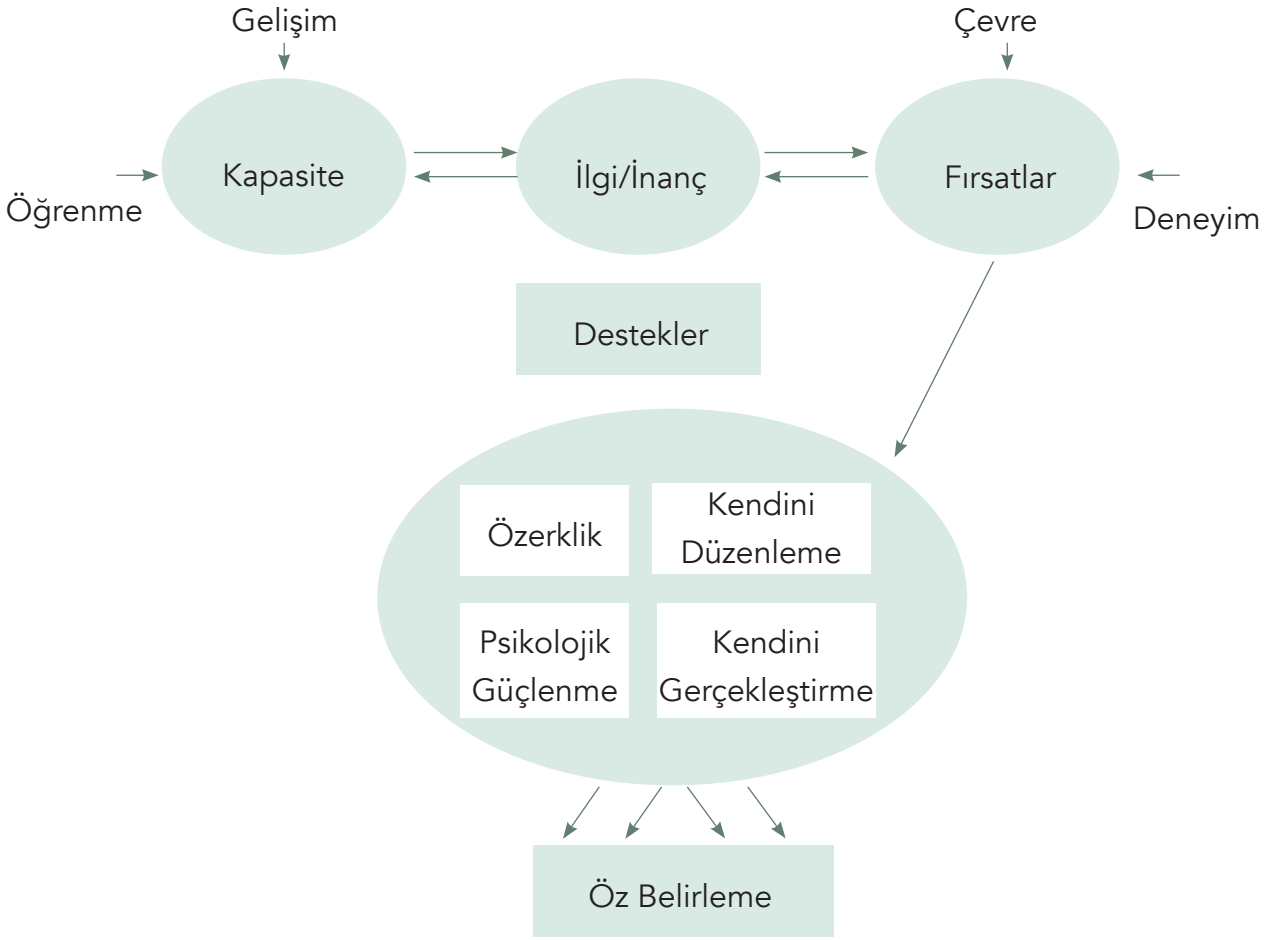 Gelişim
Çevre
Kapasite
İlgi/İnanç
Fırsatlar
Öğrenme
Deneyim
Destekler
Özerklik
Kendini
Düzenleme
Psikolojik
Güçlenme
Kendini
Gerçekleştirme
Öz Belirleme